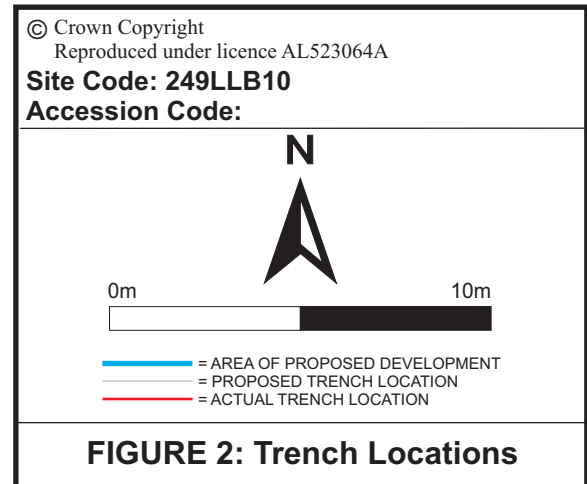 © Crown Copyright
Reproduced under licence AL523064A
Site Code: 249LLB10
Accession Code:
N
0m 10m
= AREA OF PROPOSED DEVELOPMENT
= PROPOSED TRENCH LOCATION
= ACTUAL TRENCH LOCATION
FIGURE 2: Trench Locations